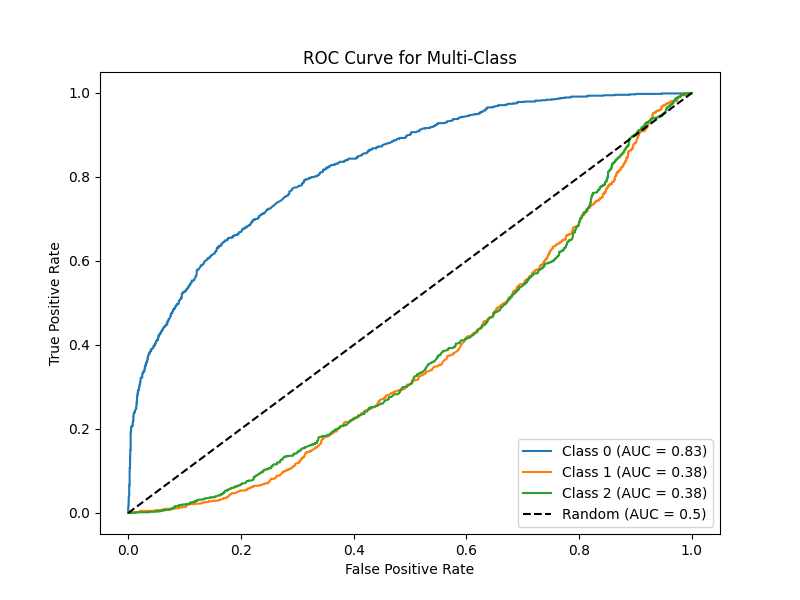 ROC Curve for Multi-Class
True Positive Rate
1.0
0.8
0.6
0.4
0.2
0.0
0.0 0.2 0.4 0.6 0.8 1.0
False Positive Rate
Class 0 (AUC = 0.83)
Class 1 (AUC = 0.38)
Class 2 (AUC = 0.38)
Random (AUC = 0.5)